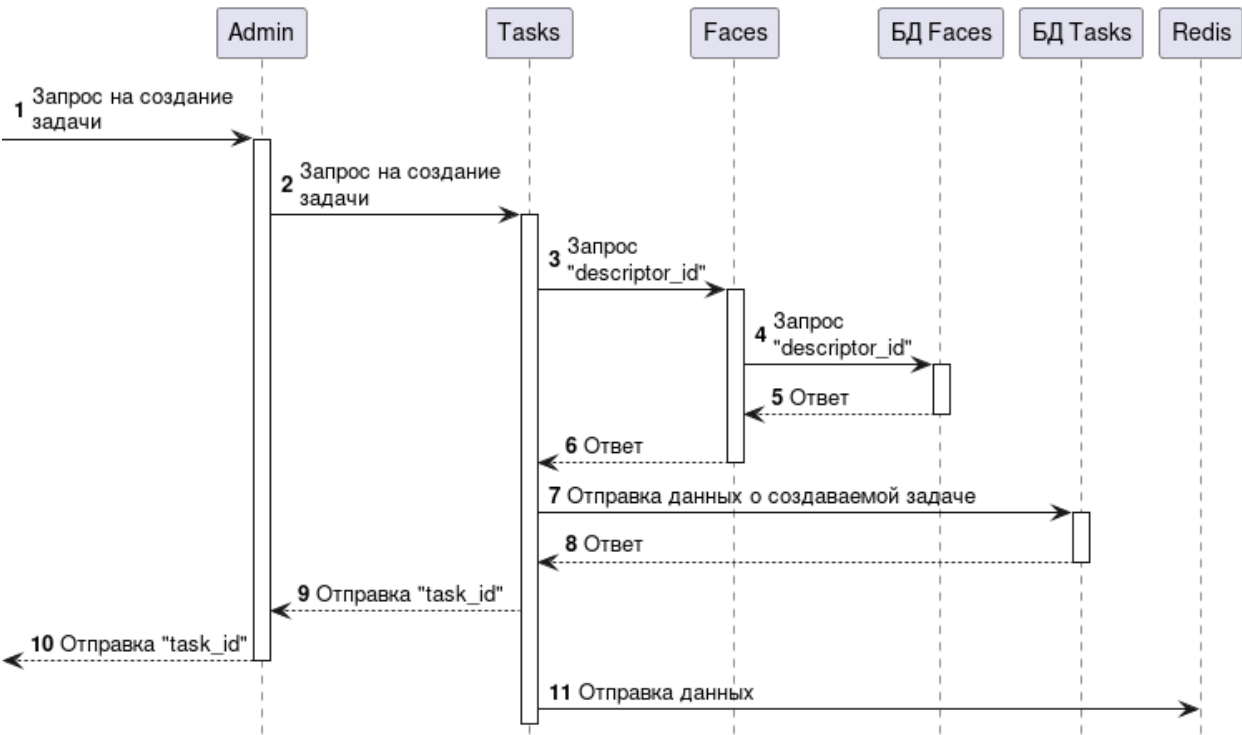 Admin
Tasks
Faces
БД Faces
БД Tasks
Redis
1 Запрос на создание
задачи
2 Запрос на создание
задачи
3 Запрос
"descriptor_id"
4 Запрос
"descriptor_id"
5 Ответ
6 Ответ
7 Отправка данных о создаваемой задаче
8 Ответ
9 Отправка "task_id"
10 Отправка "task_id"
11 Отправка данных